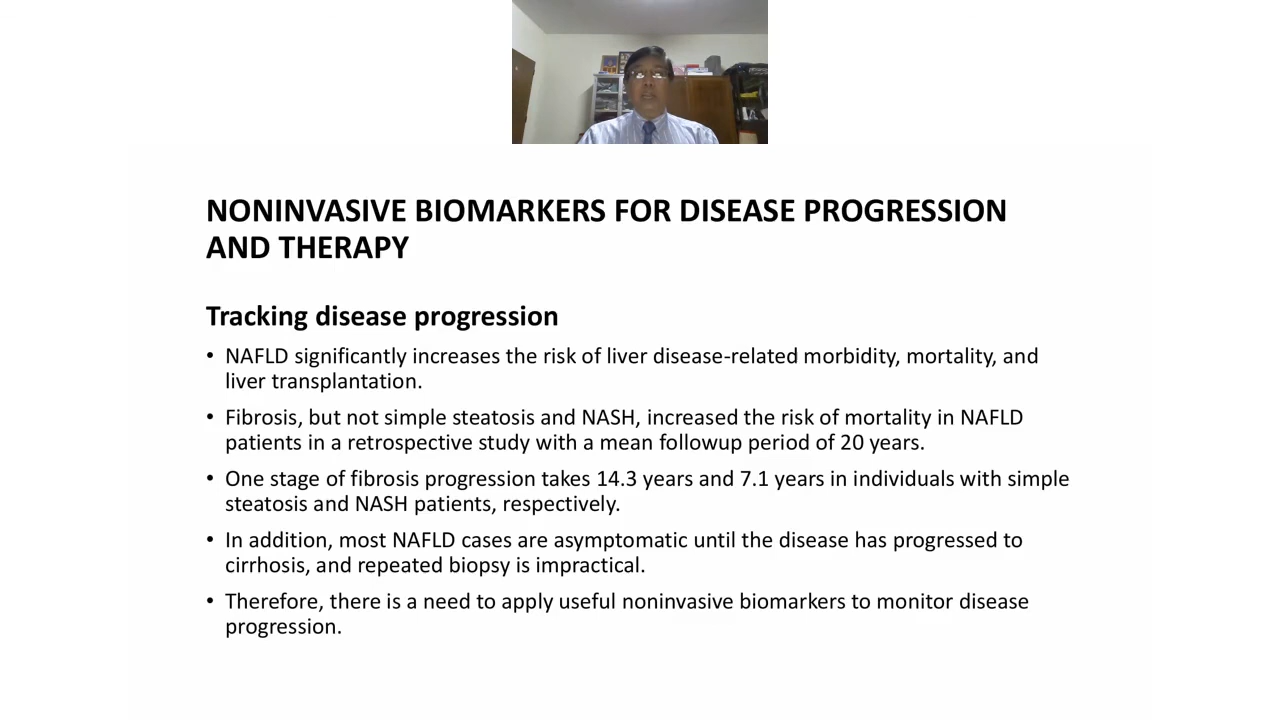 NONINVASIVE BIOMARKERS FOR DISEASE PROGRESSION
AND THERAPY
Tracking disease progression
• NAFLD significantly increases the risk of liver disease-related morbidity, mortality, and
liver transplantation.
• Fibrosis, but not simple steatosis and NASH, increased the risk of mortality in NAFLD
patients in a retrospective study with a mean followup period of 20 years.
• One stage of fibrosis progression takes 14.3 years and 7.1 years in individuals with simple
steatosis and NASH patients, respectively.
• In addition, most NAFLD cases are asymptomatic until the disease has progressed to
cirrhosis, and repeated biopsy is impractical.
• Therefore, there is a need to apply useful noninvasive biomarkers to monitor disease
progression.